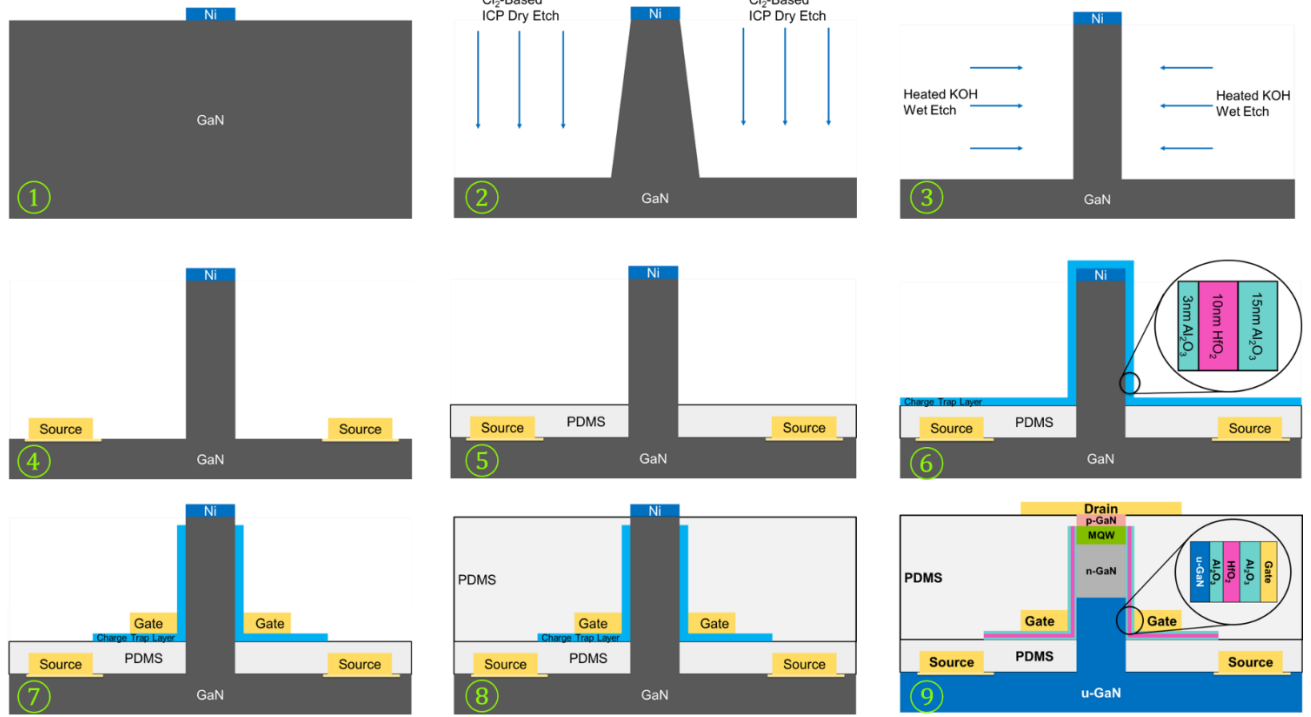 Ni
GaN
①
Cl₂-Based
ICP Dry Etch
Ni
Cl₂-Based
ICP Dry Etch
GaN
②
Ni
Heated KOH
Wet Etch
Heated KOH
Wet Etch
GaN
③
Ni
Source
Source
GaN
④
Ni
Source
PDMS
Source
GaN
⑤
Ni
3nm Al₂O₃
10nm HfO₂
15nm Al₂O₃
Charge Trap Layer
Source
PDMS
Source
GaN
⑥
Ni
Gate
Gate
Charge Trap Layer
PDMS
Source
Source
GaN
⑦
Ni
PDMS
Gate
Gate
Charge Trap Layer
Source
PDMS
Source
GaN
⑧
Drain
p-GaN
MQW
n-GaN
PDMS
u-GaN
Al₂O₃
HfO₂
Al₂O₃
Gate
Gate
Gate
Source
PDMS
Source
u-GaN
⑨